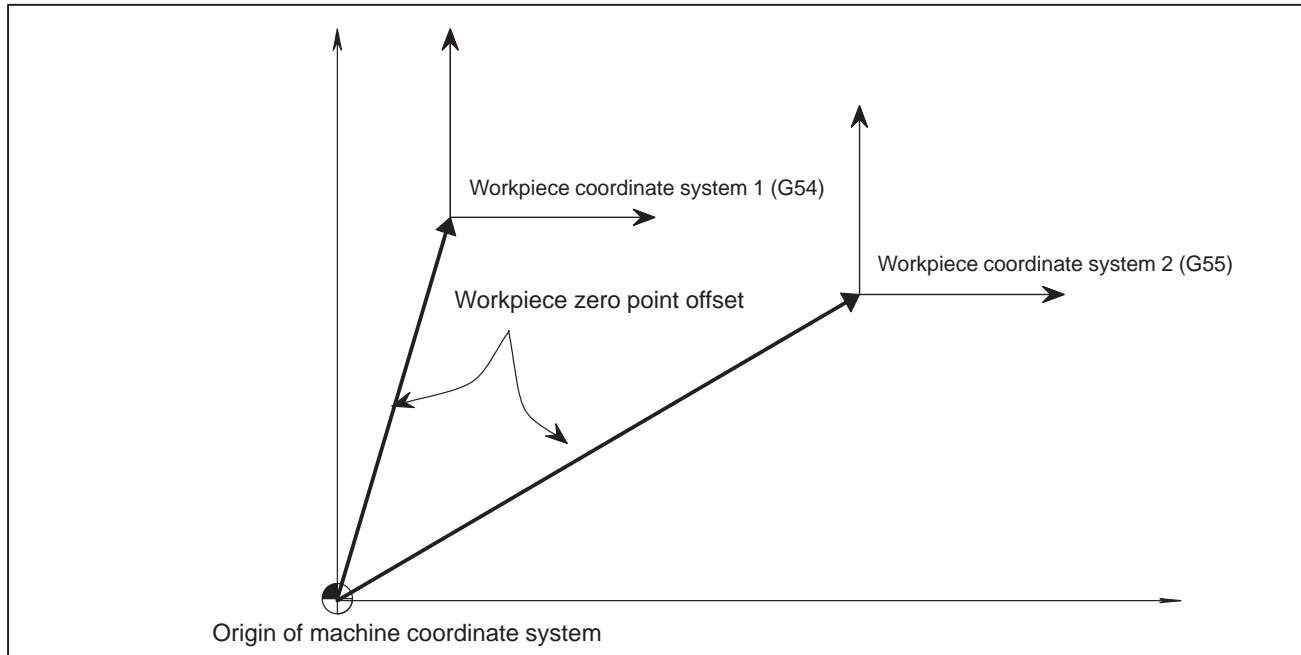 Workpiece coordinate system 1 (G54)
Workpiece coordinate system 2 (G55)
Workpiece zero point offset
Origin of machine coordinate system